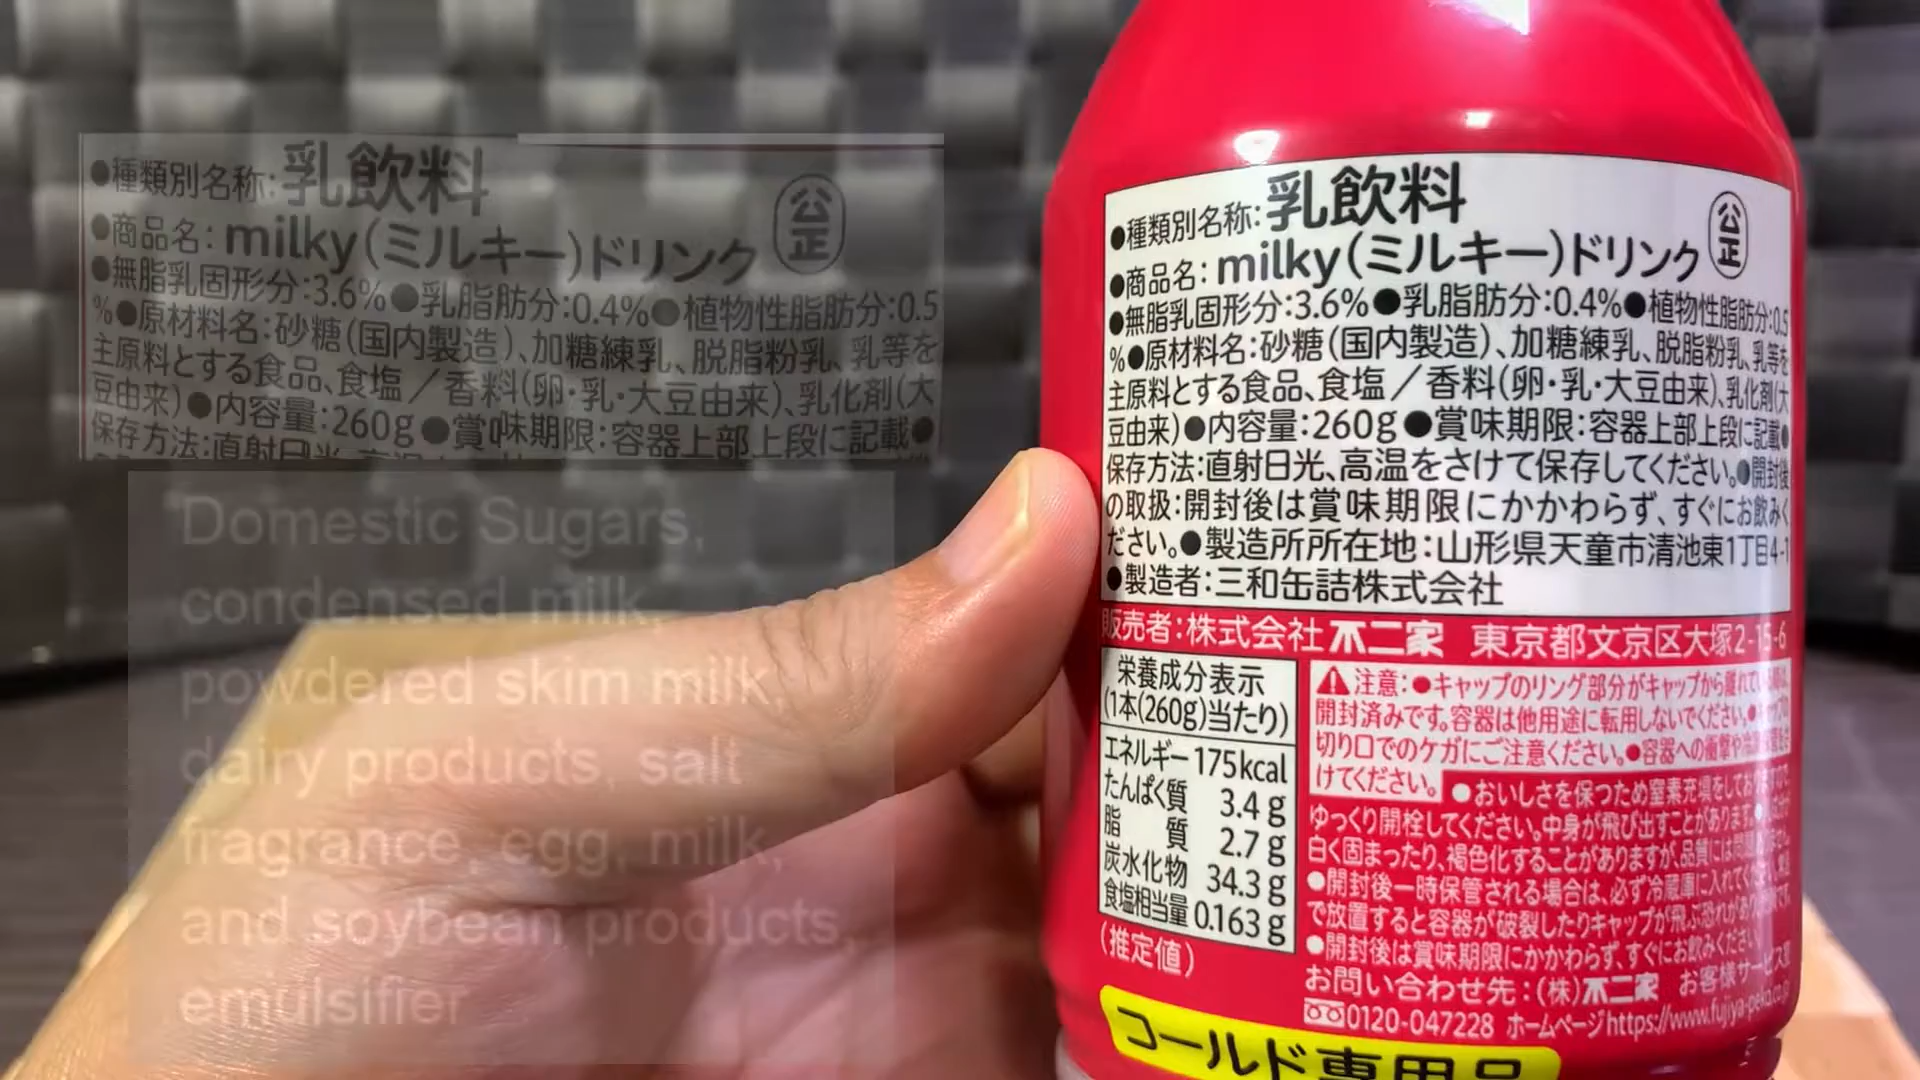 ●種類別名称:乳飲料
●商品名:milky(ミルキー)ドリンク
公正
●無脂乳固形分:3.6%●乳脂肪分:0.4%●植物性脂肪分:0.5
%●原材料名:砂糖(国内製造)、加糖練乳、脱脂粉乳、乳等を
主原料とする食品、食塩／香料(卵・乳・大豆由来)、乳化剤(大
豆由来)●内容量:260g●賞味期限:容器上部上段に記載●
保存方法:直射日光、高温
Domestic Sugars,
condensed milk,
powdered skim milk,
dairy products, salt
fragrance, egg, milk,
and soybean products,
emulsifier
●種類別名称:乳飲料
●商品名:milky(ミルキー)ドリンク
公正
●無脂乳固形分:3.6%●乳脂肪分:0.4%●植物性脂肪分:0.5
%●原材料名:砂糖(国内製造)、加糖練乳、脱脂粉乳、乳等を
主原料とする食品、食塩／香料(卵・乳・大豆由来)、乳化剤(大
豆由来)●内容量:260g●賞味期限:容器上部上段に記載●
保存方法:直射日光、高温をさけて保存してください。●開封後
の取扱:開封後は賞味期限にかかわらず、すぐにお飲みく
ださい。●製造所所在地:山形県天童市清池東1丁目4-1
●製造者:三和缶詰株式会社
販売者:株式会社不二家 東京都文京区大塚2-15-6
栄養成分表示
(1本(260g)当たり)
エネルギー 175kcal
たんぱく質 3.4g
脂質 2.7g
炭水化物 34.3g
食塩相当量 0.163g
(推定値)
注意:●キャップのリング部分がキャップから離れて
開封済みです。容器は他用途に転用しないでください。●
切り口でのケガにご注意ください。●容器への衝撃や
けてください。
●おいしさを保つため窒素充填をしており
ゆっくり開栓してください。中身が飛び出すことがあります。
白く固まったり、褐色化することがありますが、品質には
●開封後一時保管される場合は、必ず冷蔵庫に入れてく
で放置すると容器が破裂したりキャップが飛ぶ恐れがあ
●開封後は賞味期限にかかわらず、すぐにお飲みください
お問い合わせ先:(株)不二家 お客様サービス室
0120-047228 ホームページhttps://www.fujiya-peko.co.jp
コールド専用品